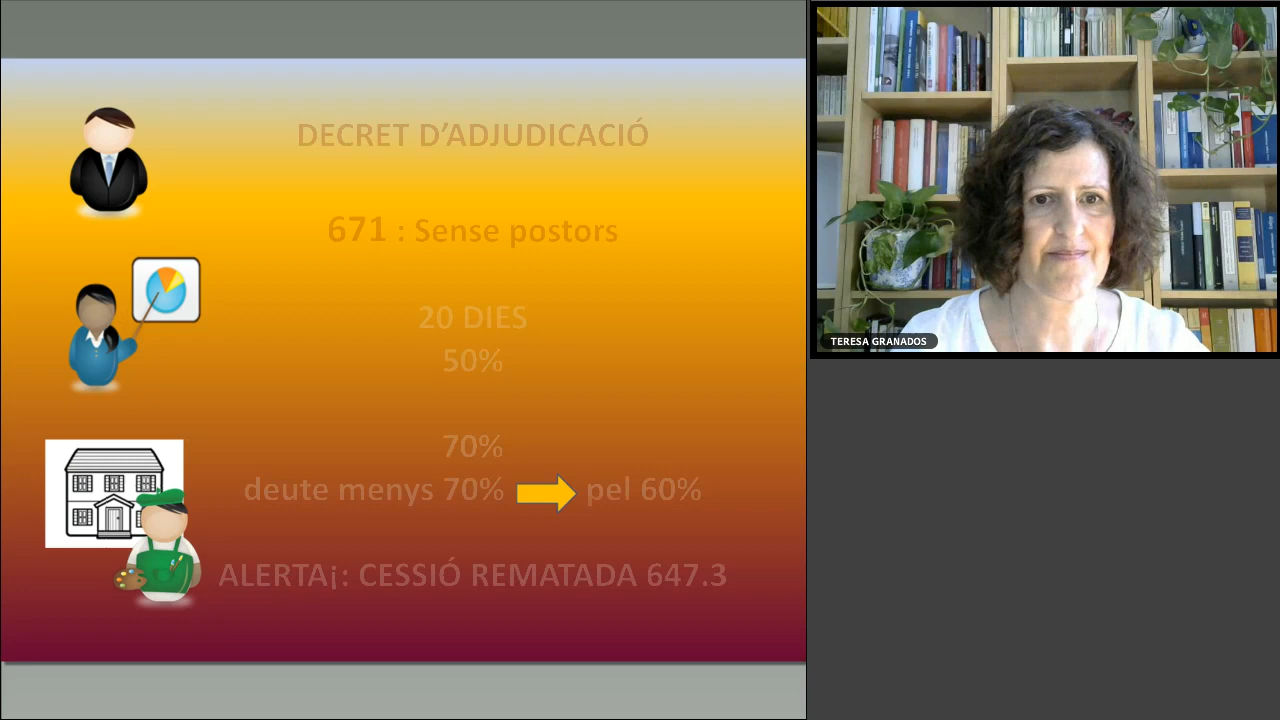 DECRET D'ADJUDICACIÓ
671 : Sense postors
20 DIES
50%
70%
deute menys 70% pel 60%
ALERTA¡: CESSIÓ REMATADA 647.3
TERESA GRANADOS